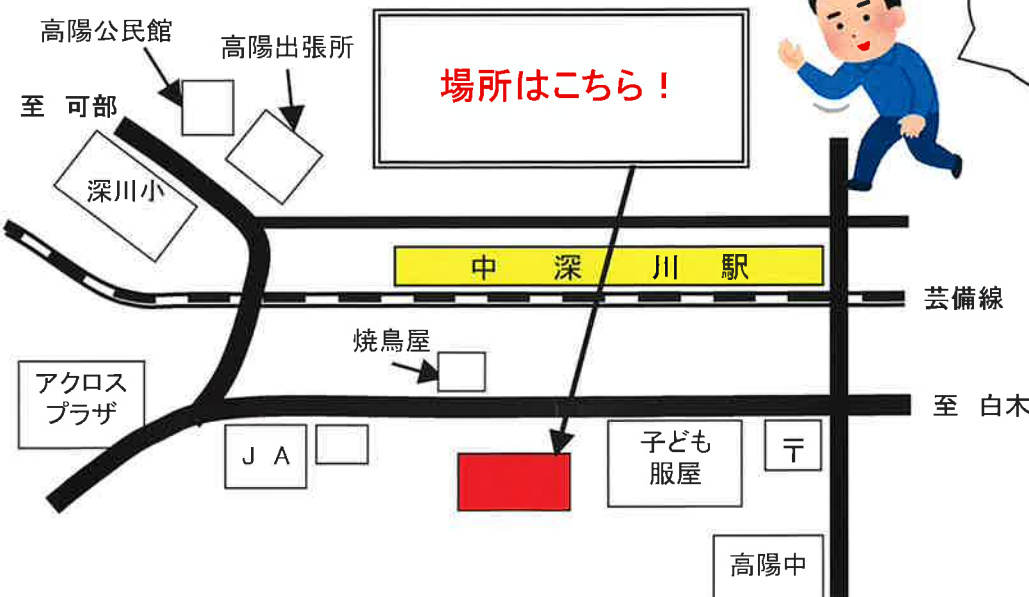 高陽公民館
高陽出張所
場所はこちら！
至 可部
深川小
中 深 川 駅
芸備線
焼鳥屋
アクロス
プラザ
至 白木
J A
子ども
服屋
〒
高陽中